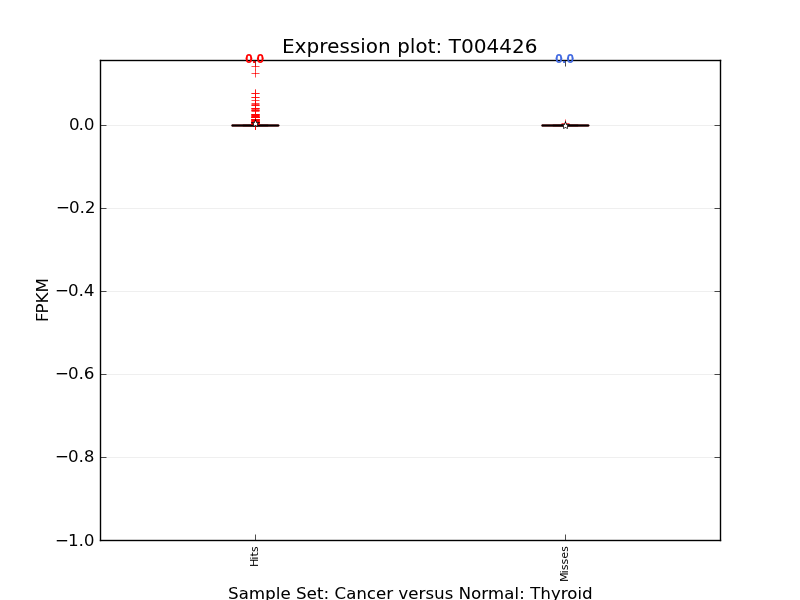 Expression plot: T004426
0.0 0.0
0.0
−0.2
−0.4
−0.6
−0.8
−1.0
FPKM
Hits Misses
Sample Set: Cancer versus Normal: Thyroid